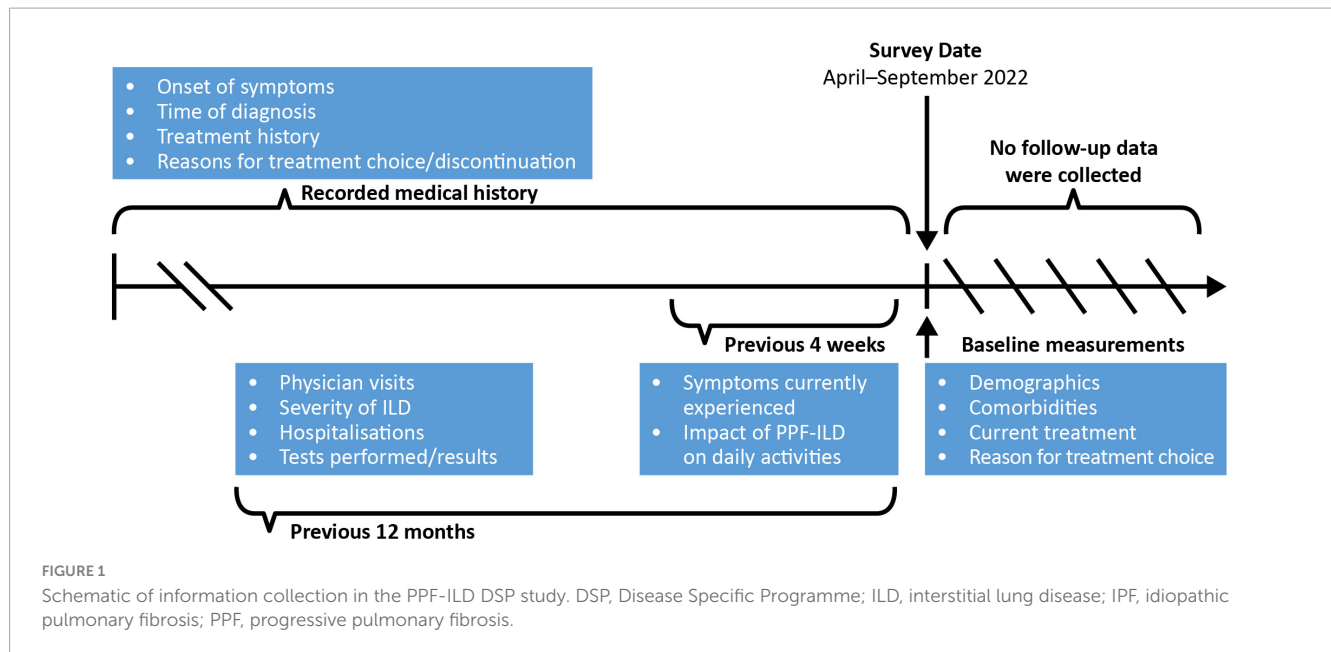 Survey Date
April–September 2022
• Onset of symptoms
• Time of diagnosis
• Treatment history
• Reasons for treatment choice/discontinuation
Recorded medical history
No follow-up data
were collected
Previous 4 weeks
Baseline measurements
• Physician visits
• Severity of ILD
• Hospitalisations
• Tests performed/results
• Symptoms currently
experienced
• Impact of PPF-ILD
on daily activities
• Demographics
• Comorbidities
• Current treatment
• Reason for treatment choice
Previous 12 months
FIGURE 1
Schematic of information collection in the PPF-ILD DSP study. DSP, Disease Specific Programme; ILD, interstitial lung disease; IPF, idiopathic
pulmonary fibrosis; PPF, progressive pulmonary fibrosis.